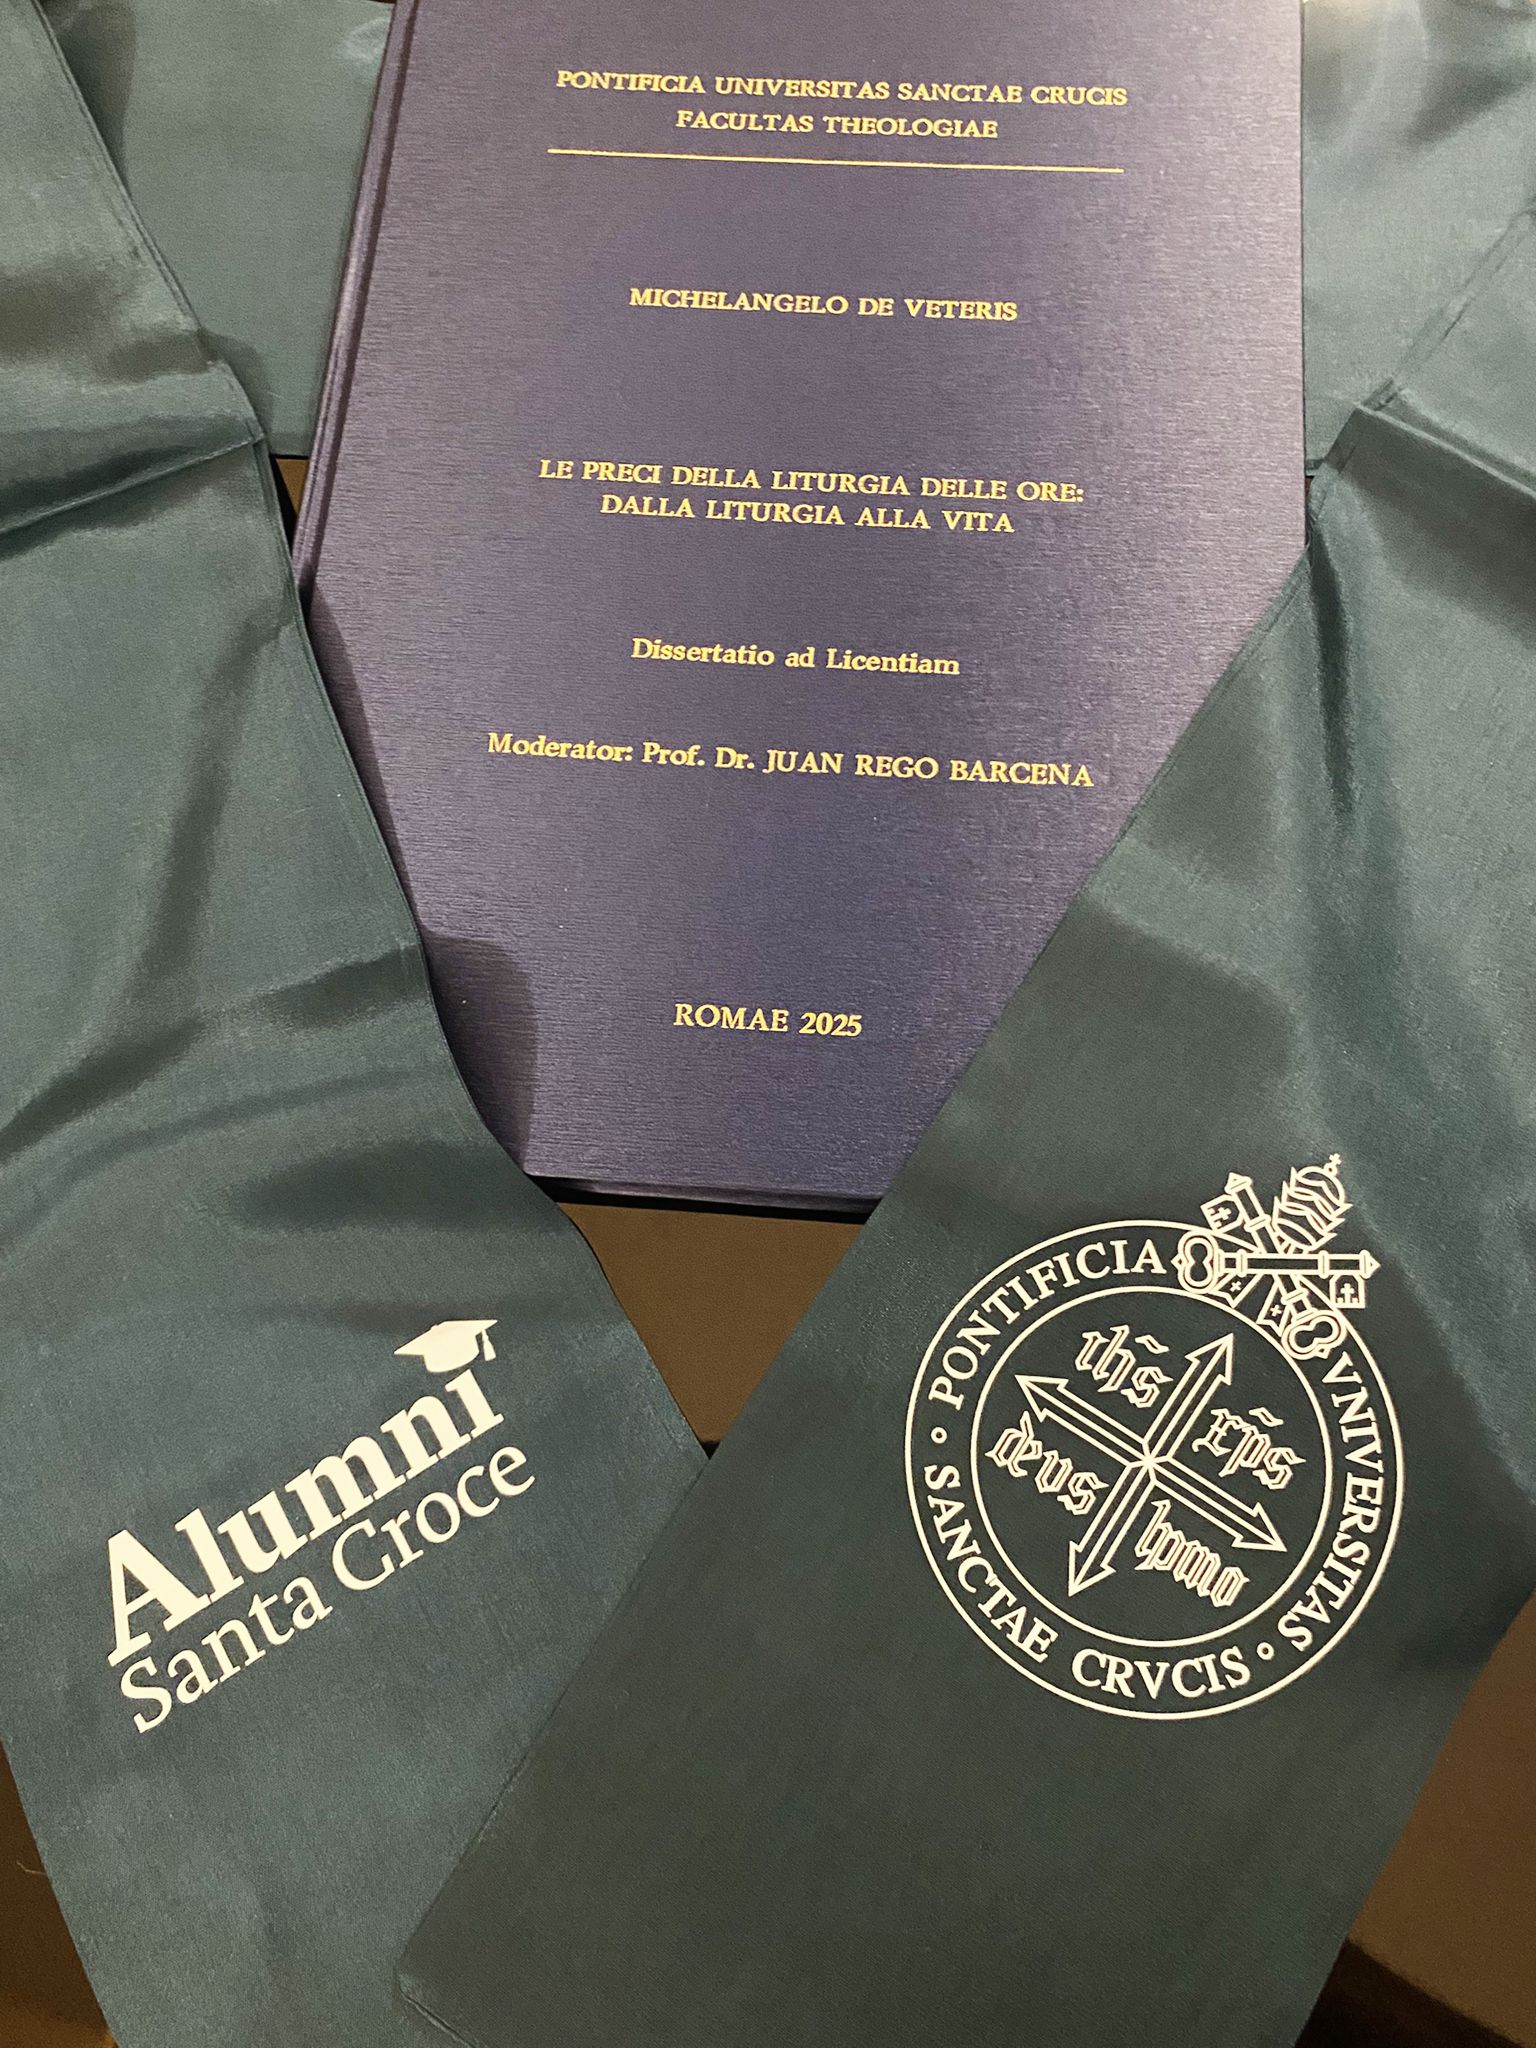 PONTIFICIA UNIVERSITAS SANCTAE CRUCIS
FACULTAS THEOLOGIAE
MICHELANGELO DE VETERIS
LE PRECI DELLA LITURGIA DELLE ORE:
DALLA LITURGIA ALLA VITA
Dissertatio ad Licentiam
Moderator: Prof. Dr. JUAN REGO BARCENA
ROMAE 2025
Alumni
Santa Croce
PONTIFICIA VNIVERSITAS SANCTAE CRVCIS
ihs
xps
deus
homo